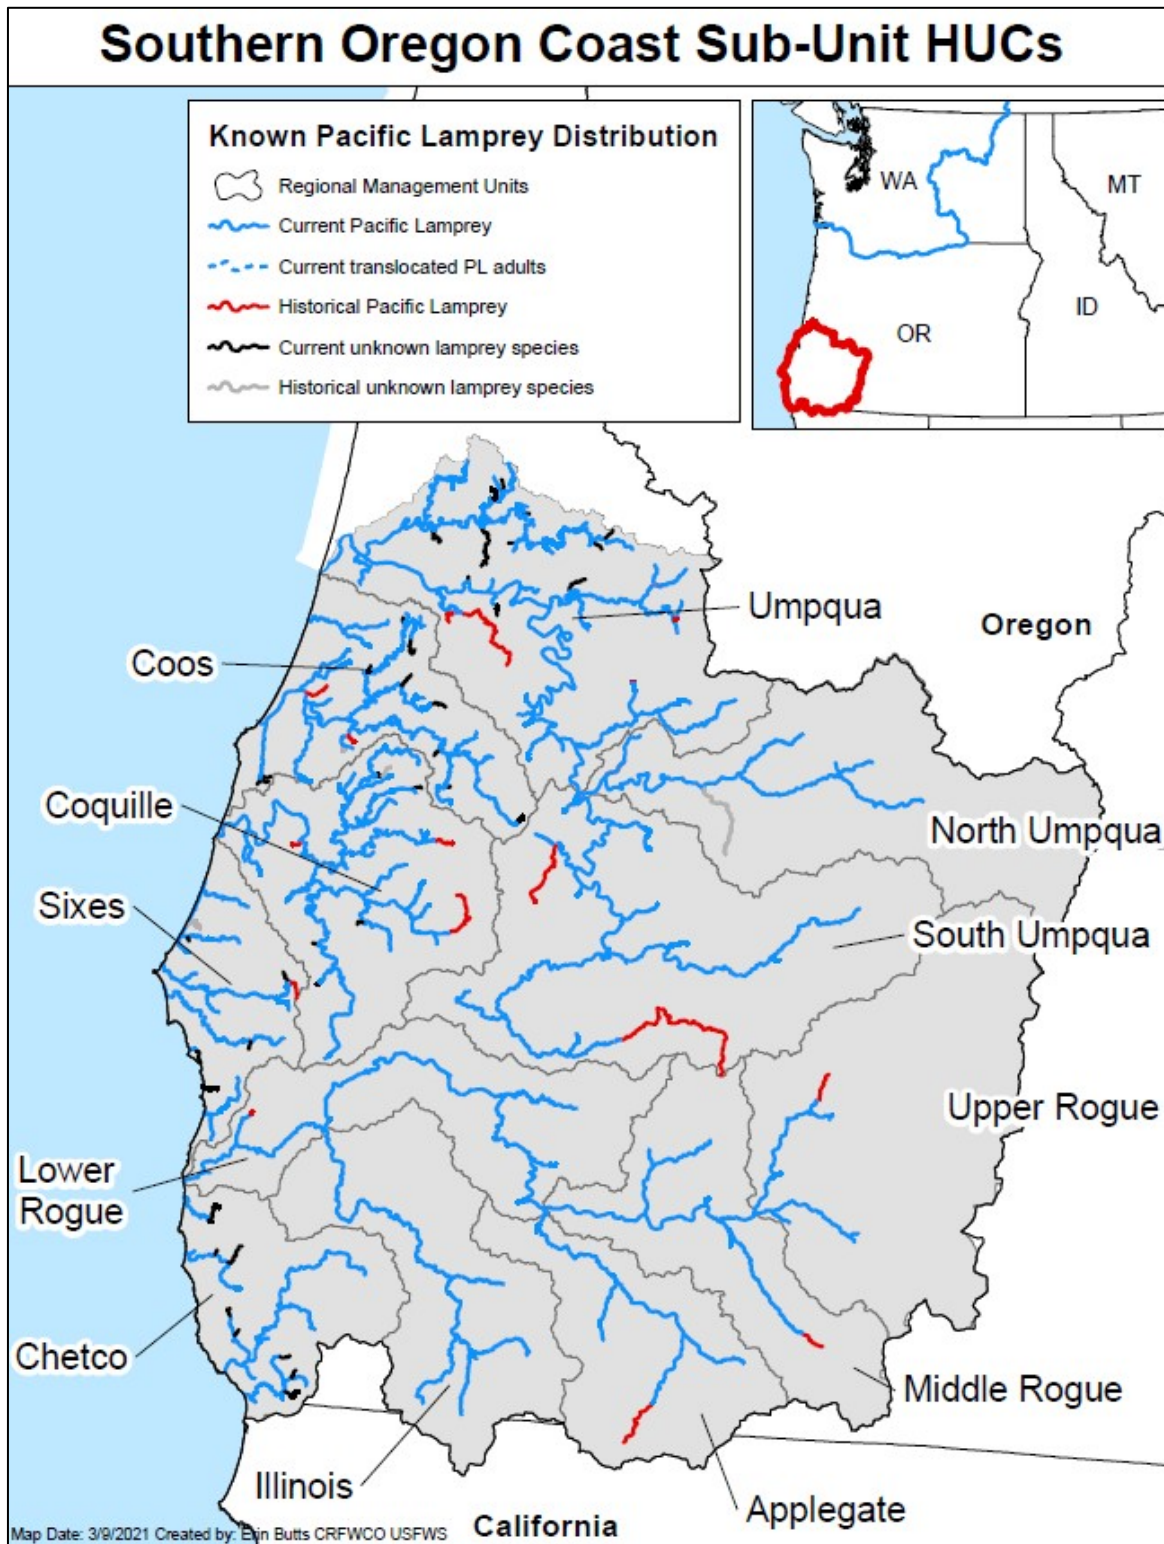 Southern Oregon Coast Sub-Unit HUCs
Known Pacific Lamprey Distribution
Regional Management Units
Current Pacific Lamprey
Current translocated PL adults
Historical Pacific Lamprey
Current unknown lamprey species
Historical unknown lamprey species
WA
MT
ID
OR
Umpqua
Oregon
Coos
Coquille
North Umpqua
Sixes
South Umpqua
Upper Rogue
Lower
Rogue
Chetco
Middle Rogue
Illinois
Applegate
California
Map Date: 3/9/2021 Created by: Erin Butts CRFWCO USFWS